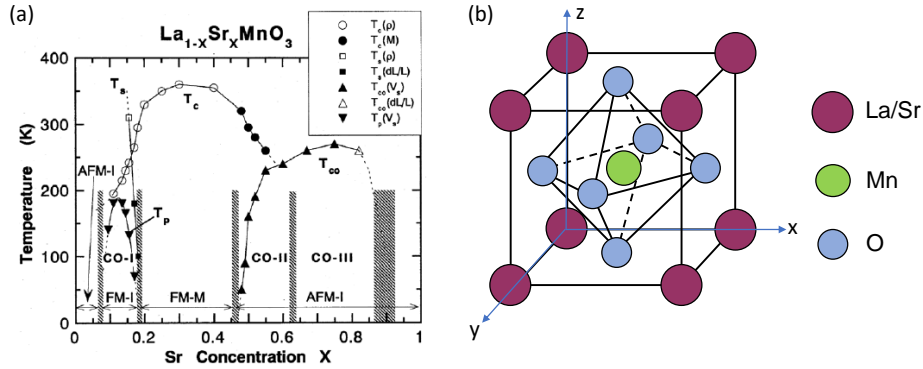 (a)
La1-XSrXMnO3
Tc(ρ)
Tc(M)
Ts(ρ)
Ts(dL/L)
Tco(Vs)
Tco(dL/L)
Tp(Vs)
400
300
200
100
0
Temperature (K)
Ts
Tc
Tco
Tp
AFM-I
CO-I
CO-II
CO-III
FM-I
FM-M
AFM-I
0
0.2
0.4
0.6
0.8
1
Sr Concentration X
(b)
z
x
y
La/Sr
Mn
O